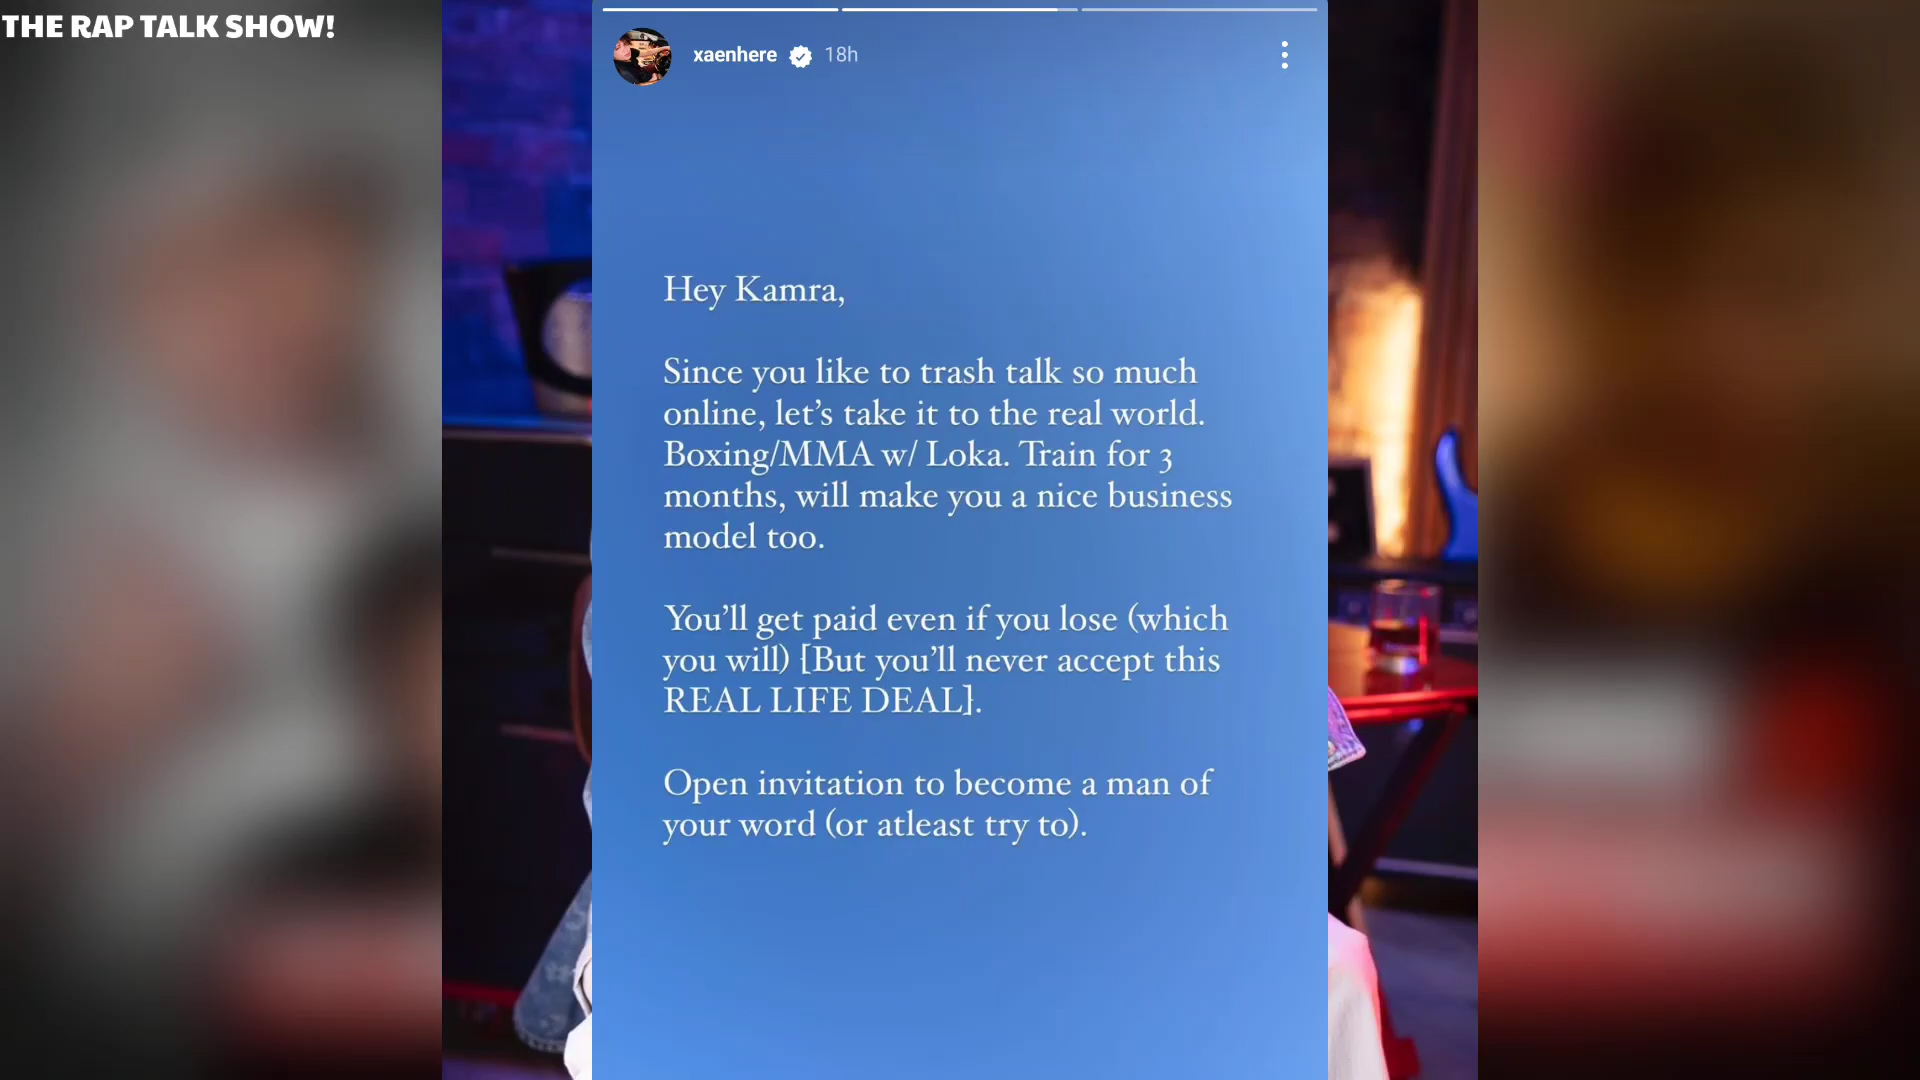 THE RAP TALK SHOW!
xaenhere 18h
Hey Kamra,
Since you like to trash talk so much
online, let's take it to the real world.
Boxing/MMA w/ Loka. Train for 3
months, will make you a nice business
model too.
You'll get paid even if you lose (which
you will) [But you'll never accept this
REAL LIFE DEAL].
Open invitation to become a man of
your word (or atleast try to).